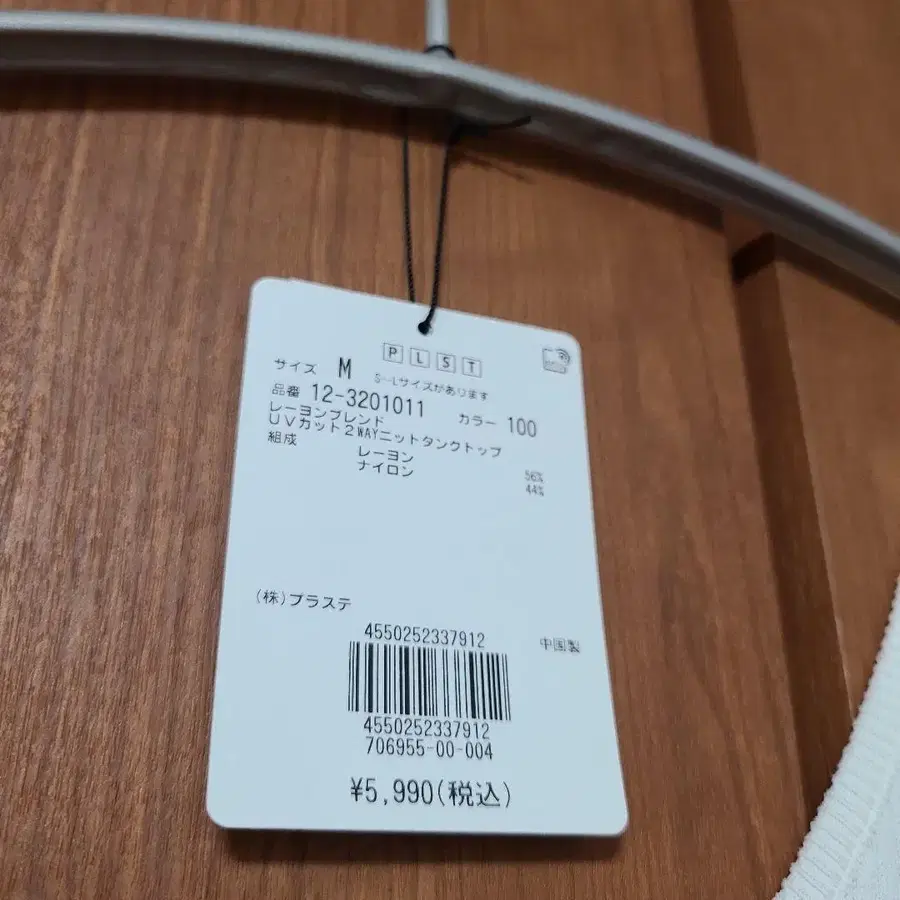 PLST
サイズ M S-Lサイズがあります
品番 12-3201011 カラー 100
レーヨンブレンド
UVカット2WAYニットタンクトップ
組成
レーヨン 56%
ナイロン 44%
(株)プラステ
4550252337912
中国製
4550252337912
706955-00-004
¥5,990(税込)